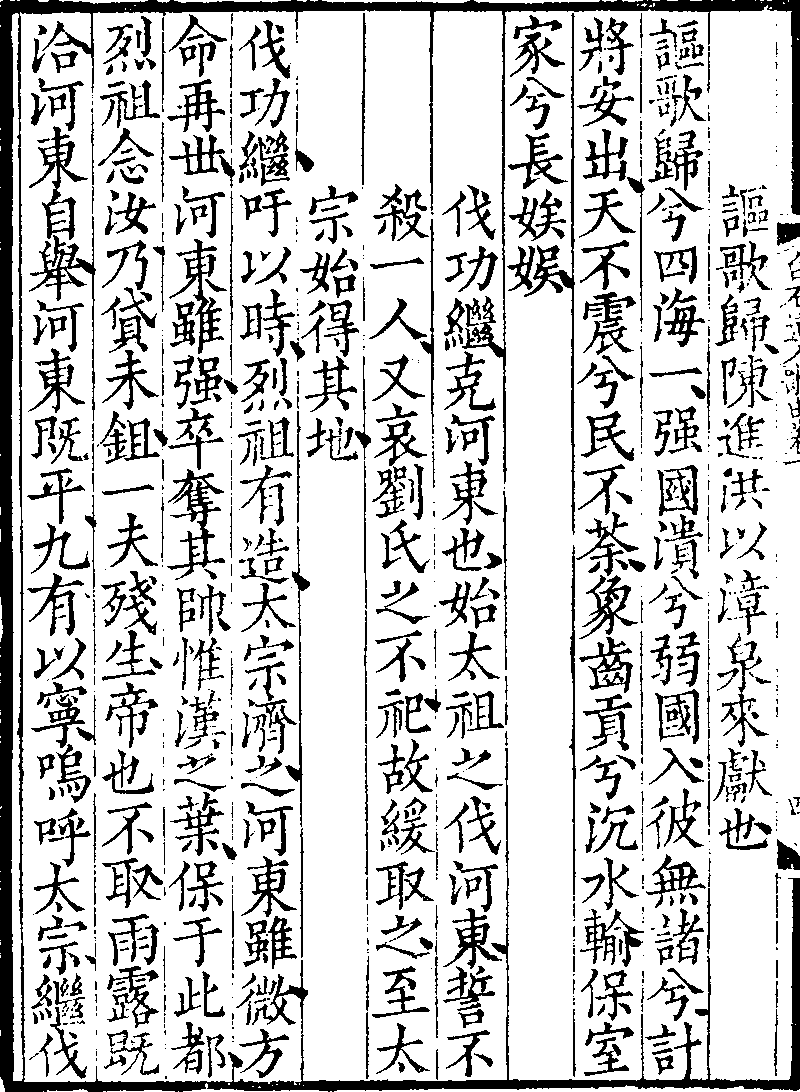 謳歌歸、陳進洪以漳泉來獻也、
謳歌歸兮四海一、强國潰兮弱國入、彼無諸兮計
將安出、天不震兮民不荼、象齒貢兮沉水輸、保室
家兮長娭娛、
伐功繼、克河東也、始太祖之伐河東、誓不
殺一人、又哀劉氏之不祀、故緩取之、至太
宗始得其地、
伐功繼、吁以時、烈祖有造、太宗濟之、河東雖微、方
命再世、河東雖强、卒奪其帥、惟漢之葉、保于此都、
烈祖念汝、乃貸未鉏、一夫殘生、帝也不取、雨露既
洽、河東自舉、河東既平、九有以寧、嗚呼太宗、繼伐